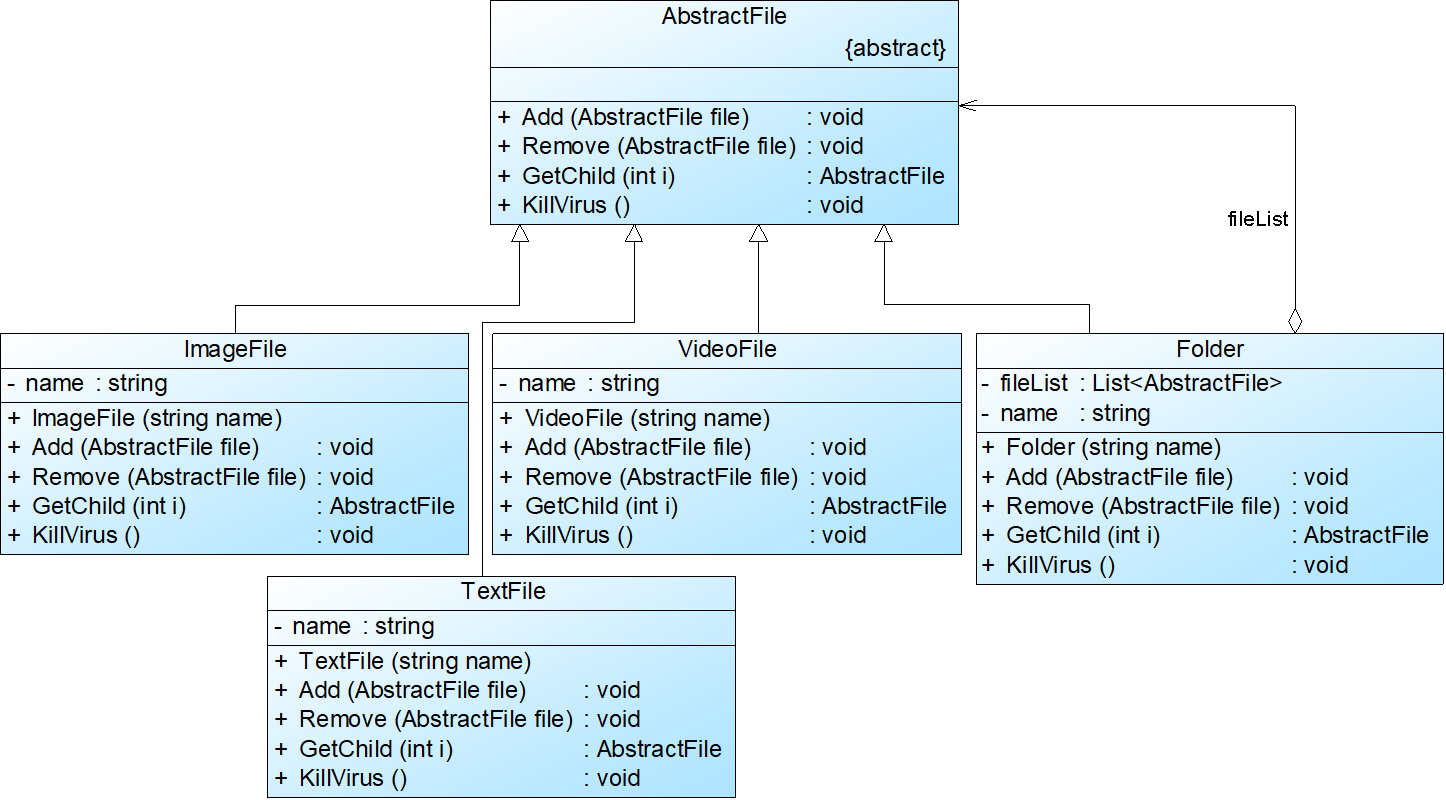 AbstractFile
{abstract}
+ Add (AbstractFile file) : void
+ Remove (AbstractFile file) : void
+ GetChild (int i) : AbstractFile
+ KillVirus () : void
fileList
ImageFile
- name : string
+ ImageFile (string name)
+ Add (AbstractFile file) : void
+ Remove (AbstractFile file) : void
+ GetChild (int i) : AbstractFile
+ KillVirus () : void
VideoFile
- name : string
+ VideoFile (string name)
+ Add (AbstractFile file) : void
+ Remove (AbstractFile file) : void
+ GetChild (int i) : AbstractFile
+ KillVirus () : void
Folder
- fileList : List<AbstractFile>
- name : string
+ Folder (string name)
+ Add (AbstractFile file) : void
+ Remove (AbstractFile file) : void
+ GetChild (int i) : AbstractFile
+ KillVirus () : void
TextFile
- name : string
+ TextFile (string name)
+ Add (AbstractFile file) : void
+ Remove (AbstractFile file) : void
+ GetChild (int i) : AbstractFile
+ KillVirus () : void